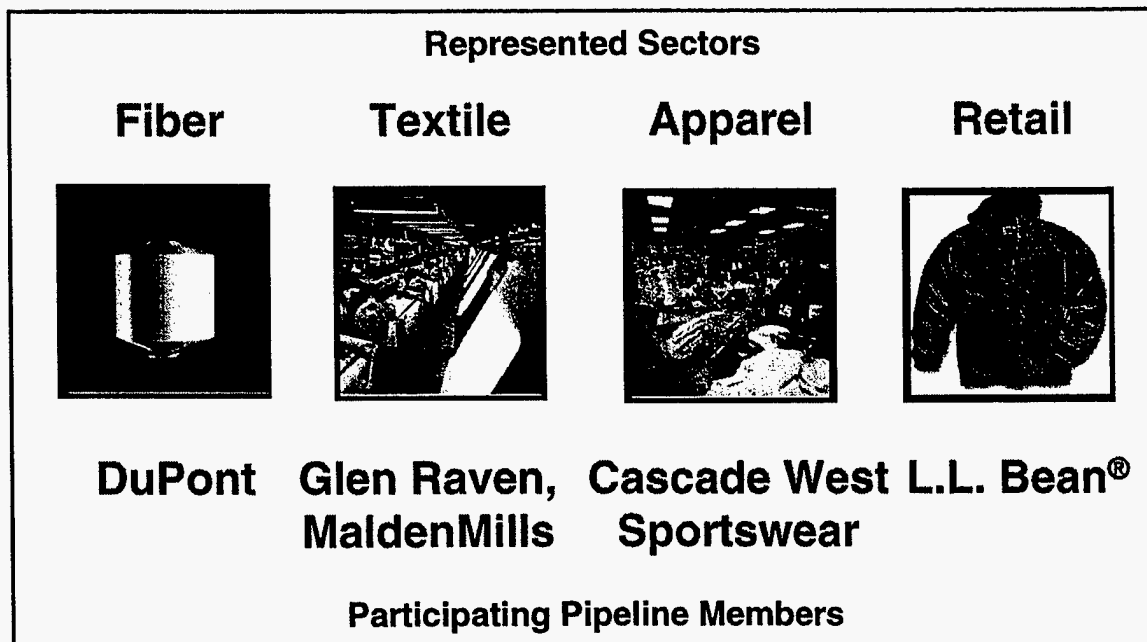 Represented Sectors
Fiber Textile Apparel Retail
DuPont Glen Raven, Cascade West L.L. Bean®
MaldenMills Sportswear
Participating Pipeline Members